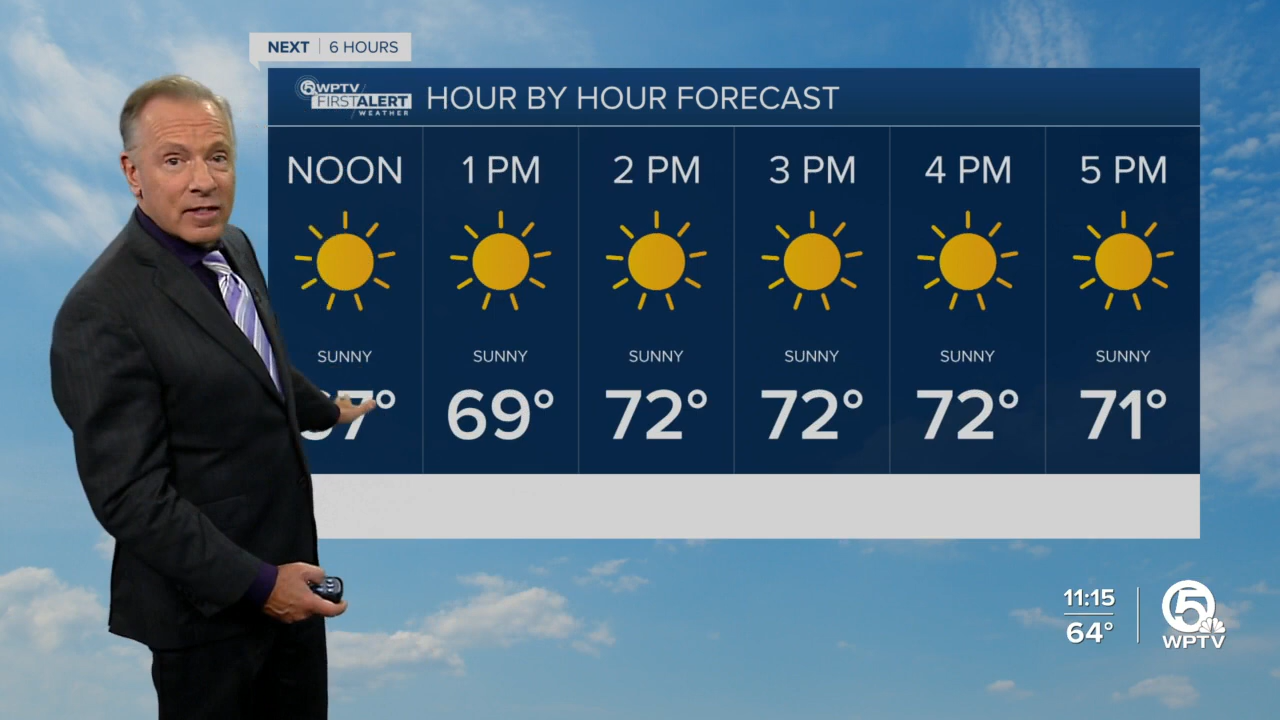 NEXT | 6 HOURS
5 WPTV
FIRST ALERT
WEATHER
HOUR BY HOUR FORECAST
NOON 1 PM 2 PM 3 PM 4 PM 5 PM
SUNNY SUNNY SUNNY SUNNY SUNNY SUNNY
67° 69° 72° 72° 72° 71°
11:15
64°
5
WPTV